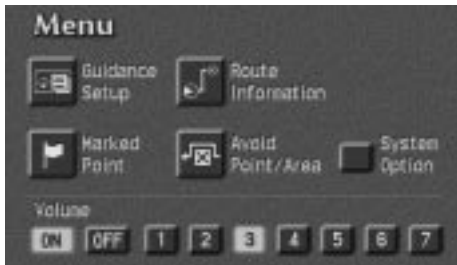 Menu
Guidance Setup
Route Information
Marked Point
Avoid Point/Area
System Option
Volume
ON OFF 1 2 3 4 5 6 7